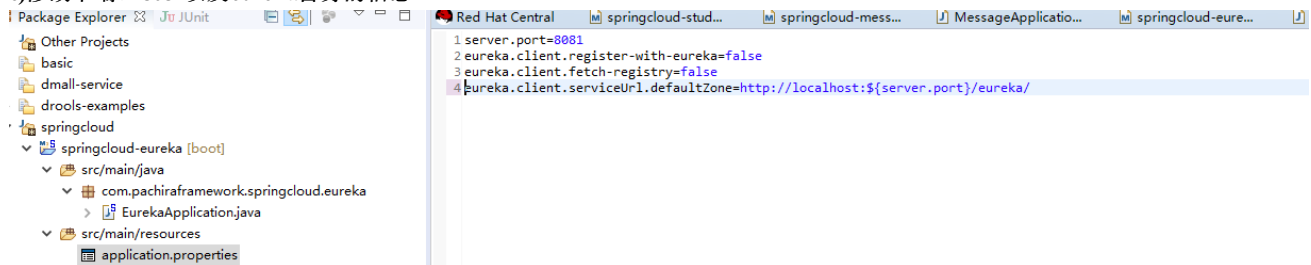 Package Explorer JU JUnit
Other Projects
basic
dmall-service
drools-examples
springcloud
springcloud-eureka [boot]
src/main/java
com.pachiraframework.springcloud.eureka
EurekaApplication.java
src/main/resources
application.properties
Red Hat Central springcloud-stud... springcloud-mess... MessageApplicatio... springcloud-eure...
1 server.port=8081
2 eureka.client.register-with-eureka=false
3 eureka.client.fetch-registry=false
4 eureka.client.serviceUrl.defaultZone=http://localhost:${server.port}/eureka/